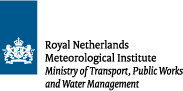 Royal Netherlands
Meteorological Institute
Ministry of Transport, Public Works
and Water Management